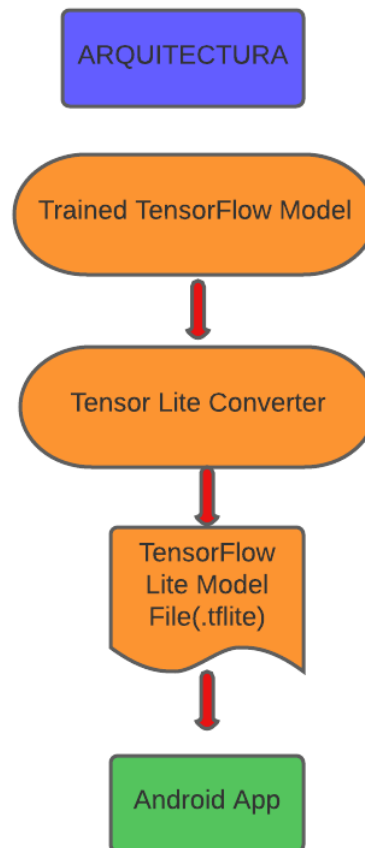 ARQUITECTURA
Trained TensorFlow Model
Tensor Lite Converter
TensorFlow
Lite Model
File(.tflite)
Android App